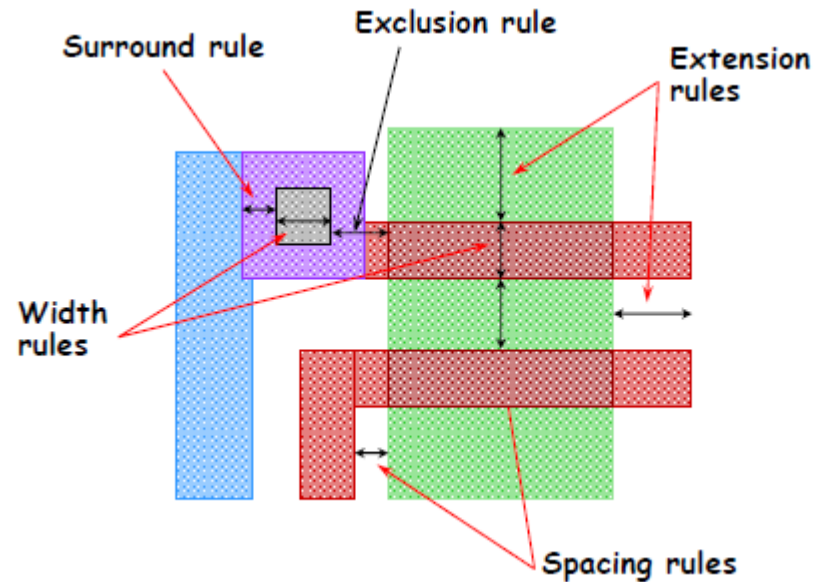 Exclusion rule
Surround rule
Extension
rules
Width
rules
Spacing rules